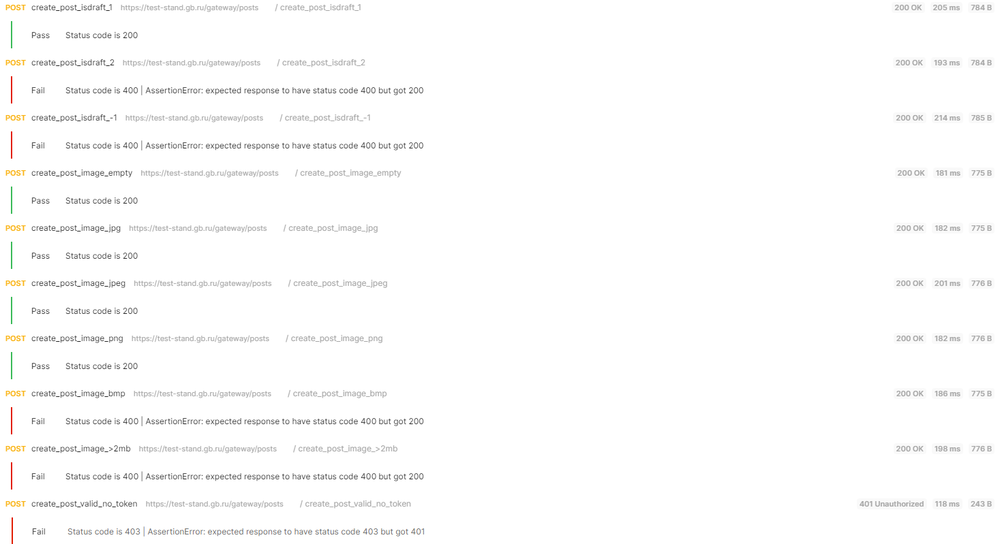 POST create_post_isdraft_1 https://test-stand.gb.ru/gateway/posts / create_post_isdraft_1 200 OK 205 ms 784 B
Pass Status code is 200
POST create_post_isdraft_2 https://test-stand.gb.ru/gateway/posts / create_post_isdraft_2 200 OK 193 ms 784 B
Fail Status code is 400 | AssertionError: expected response to have status code 400 but got 200
POST create_post_isdraft_-1 https://test-stand.gb.ru/gateway/posts / create_post_isdraft_-1 200 OK 214 ms 785 B
Fail Status code is 400 | AssertionError: expected response to have status code 400 but got 200
POST create_post_image_empty https://test-stand.gb.ru/gateway/posts / create_post_image_empty 200 OK 181 ms 775 B
Pass Status code is 200
POST create_post_image_jpg https://test-stand.gb.ru/gateway/posts / create_post_image_jpg 200 OK 182 ms 775 B
Pass Status code is 200
POST create_post_image_jpeg https://test-stand.gb.ru/gateway/posts / create_post_image_jpeg 200 OK 201 ms 776 B
Pass Status code is 200
POST create_post_image_png https://test-stand.gb.ru/gateway/posts / create_post_image_png 200 OK 182 ms 776 B
Pass Status code is 200
POST create_post_image_bmp https://test-stand.gb.ru/gateway/posts / create_post_image_bmp 200 OK 186 ms 775 B
Fail Status code is 400 | AssertionError: expected response to have status code 400 but got 200
POST create_post_image_>2mb https://test-stand.gb.ru/gateway/posts / create_post_image_>2mb 200 OK 198 ms 776 B
Fail Status code is 400 | AssertionError: expected response to have status code 400 but got 200
POST create_post_valid_no_token https://test-stand.gb.ru/gateway/posts / create_post_valid_no_token 401 Unauthorized 118 ms 243 B
Fail Status code is 403 | AssertionError: expected response to have status code 403 but got 401